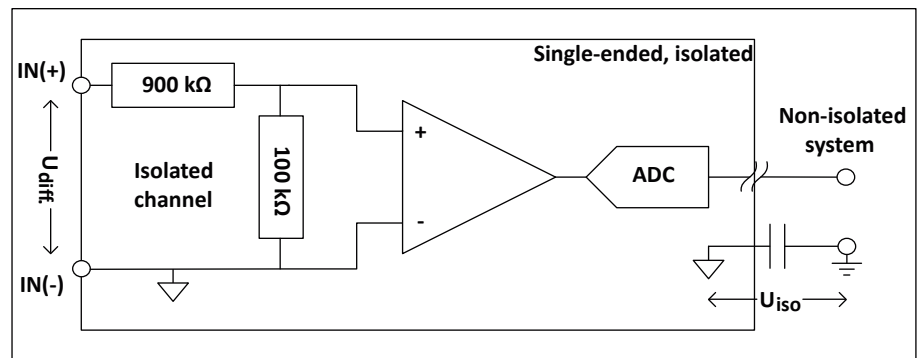 Single-ended, isolated
IN(+)
900 kΩ
Non-isolated
system
U diff.
Isolated
channel
100 kΩ
+
-
ADC
IN(-)
U iso